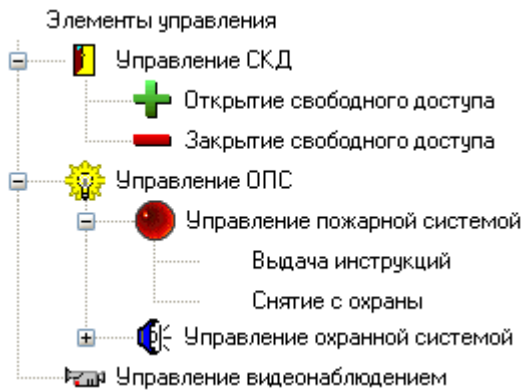 Элементы управления
Управление СКД
Открытие свободного доступа
Закрытие свободного доступа
Управление ОПС
Управление пожарной системой
Выдача инструкций
Снятие с охраны
Управление охранной системой
Управление видеонаблюдением